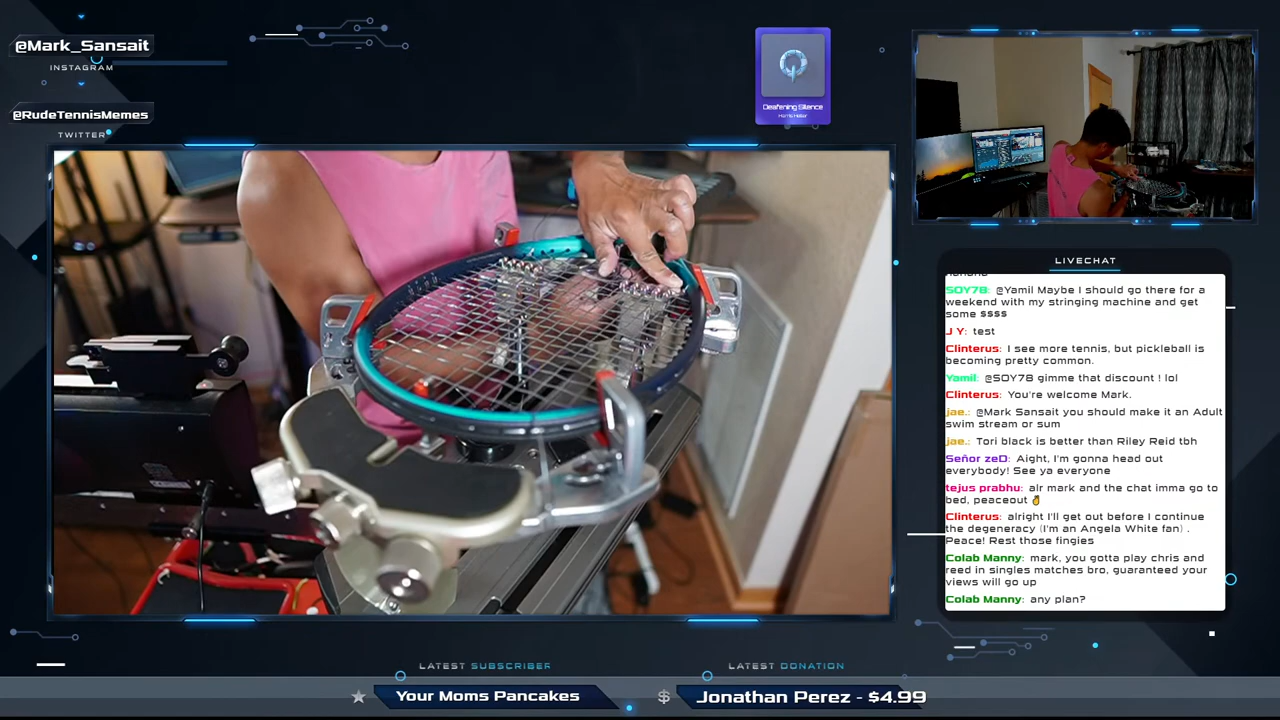 @Mark_Sansait
INSTAGRAM
@RudeTennisMemes
TWITTER
Deafening Silence
LIVECHAT
SOY78: @Yamil Maybe I should go there for a
weekend with my stringing machine and get
some $$$$
J Y: test
Clinterus: I see more tennis, but pickleball is
becoming pretty common.
Yamil: @SOY78 gimme that discount ! lol
Clinterus: You're welcome Mark.
jae.: @Mark Sansait you should make it an Adult
swim stream or sum
jae.: Tori black is better than Riley Reid tbh
Señor zeD: Aight, I'm gonna head out
everybody! See ya everyone
tejus prabhu: alr mark and the chat imma go to
bed, peaceout ✌
Clinterus: alright I'll get out before I continue
the degeneracy (I'm an Angela White fan) .
Peace! Rest those fingies
Colab Manny: mark, you gotta play chris and
reed in singles matches bro, guaranteed your
views will go up
Colab Manny: any plan?
LATEST SUBSCRIBER
Your Moms Pancakes
LATEST DONATION
$ Jonathan Perez - $4.99